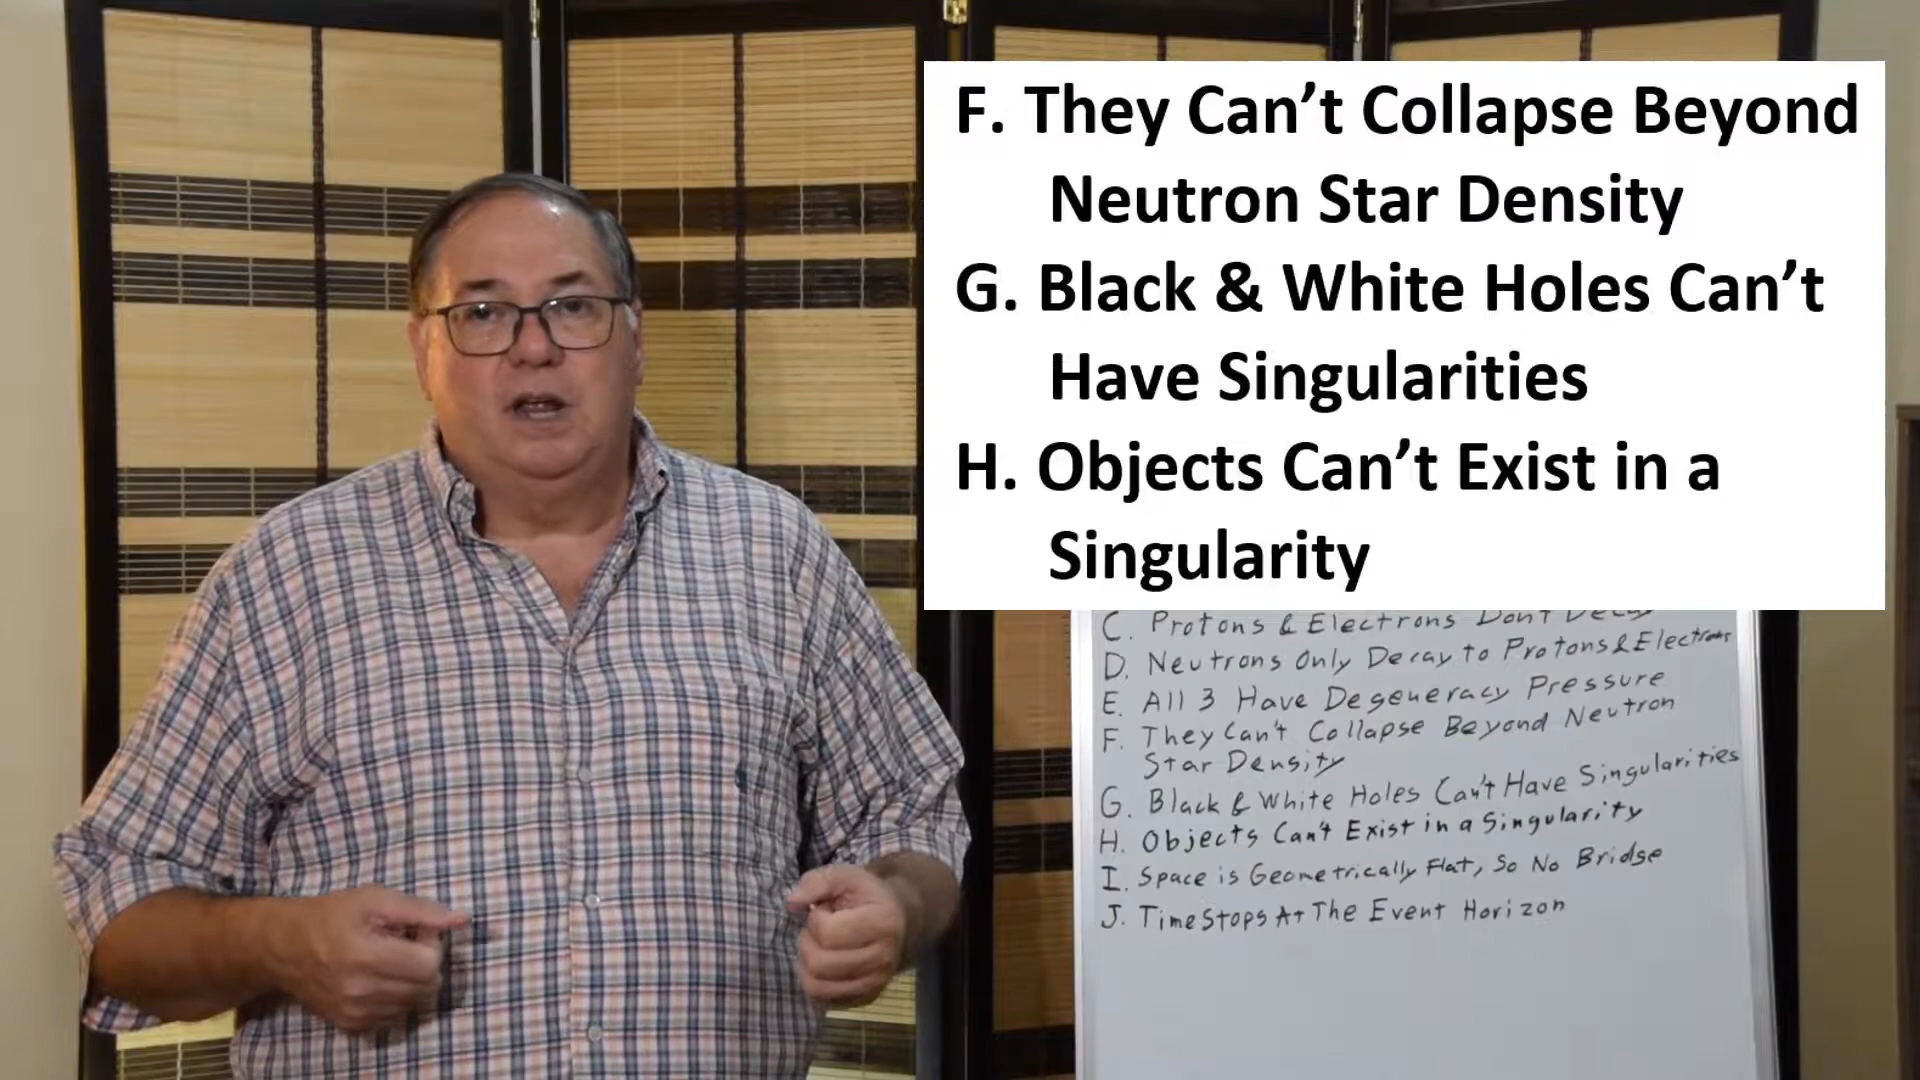 F. They Can’t Collapse Beyond
Neutron Star Density
G. Black & White Holes Can’t
Have Singularities
H. Objects Can’t Exist in a
Singularity
C. Protons & Electrons Don't Decay
D. Neutrons Only Decay to Protons & Electrons
E. All 3 Have Degeneracy Pressure
F. They Can't Collapse Beyond Neutron
Star Density
G. Black & White Holes Can't Have Singularities
H. Objects Can't Exist in a Singularity
I. Space is Geometrically Flat, So No Bridge
J. Time Stops At The Event Horizon